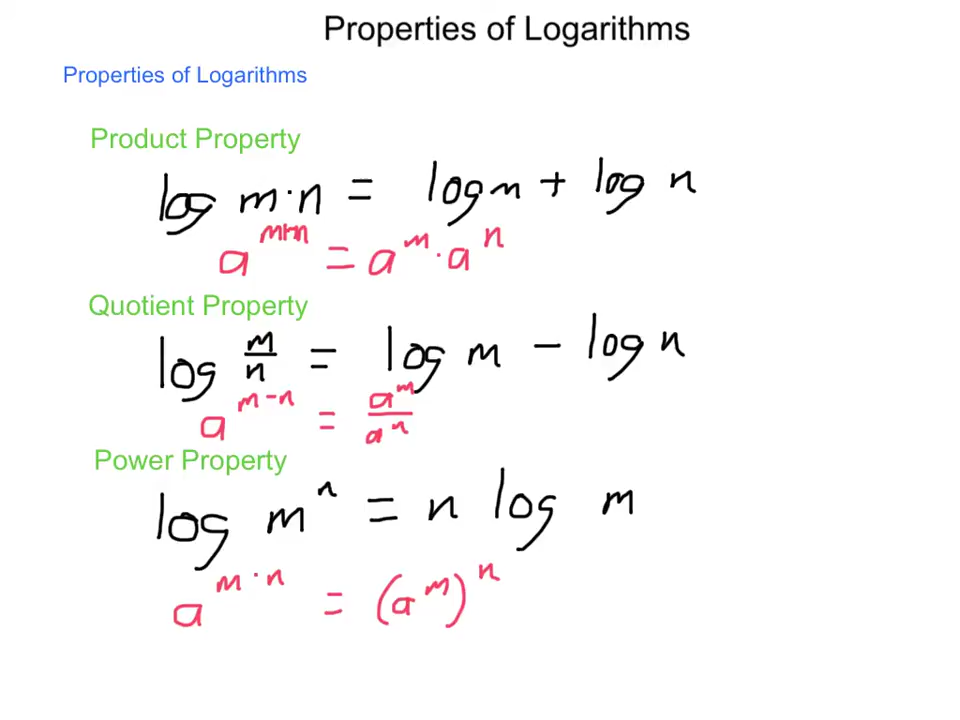 Properties of Logarithms
Properties of Logarithms
Product Property
log m·n = log m + log n
a^(m+n) = a^m · a^n
Quotient Property
log m/n = log m − log n
a^(m−n) = a^m/a^n
Power Property
log m^n = n log m
a^(m·n) = (a^m)^n